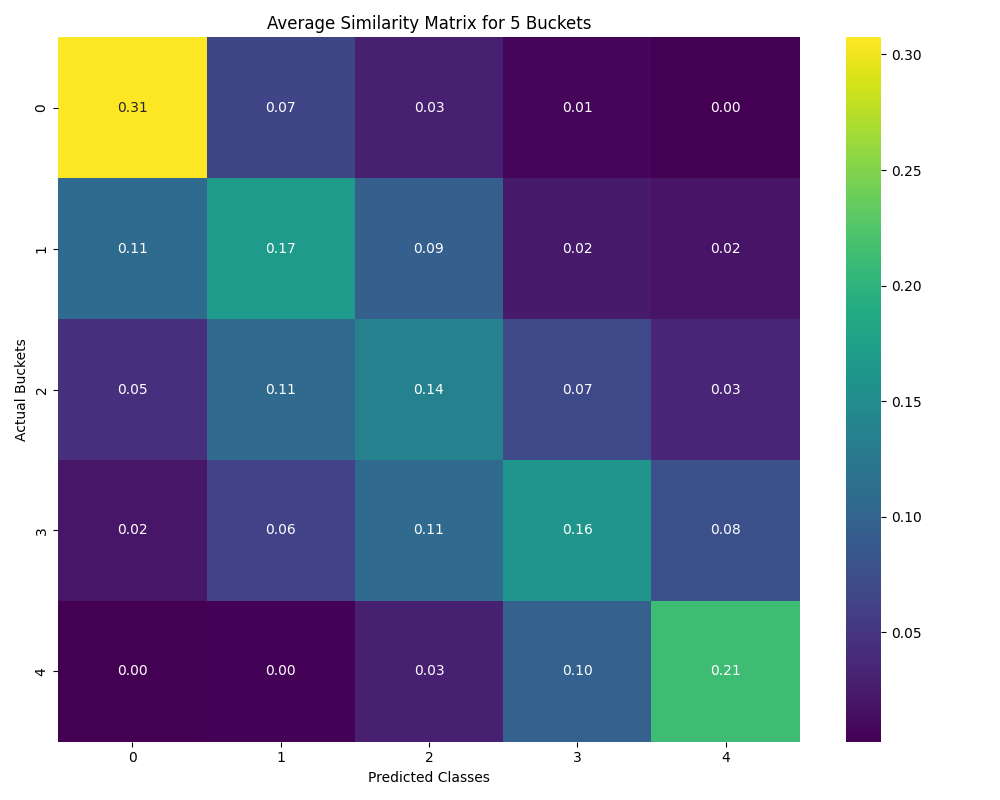 Average Similarity Matrix for 5 Buckets
0.31 0.07 0.03 0.01 0.00
0.11 0.17 0.09 0.02 0.02
0.05 0.11 0.14 0.07 0.03
0.02 0.06 0.11 0.16 0.08
0.00 0.00 0.03 0.10 0.21
0
1
2
3
4
Actual Buckets
0 1 2 3 4
Predicted Classes
0.30
0.25
0.20
0.15
0.10
0.05